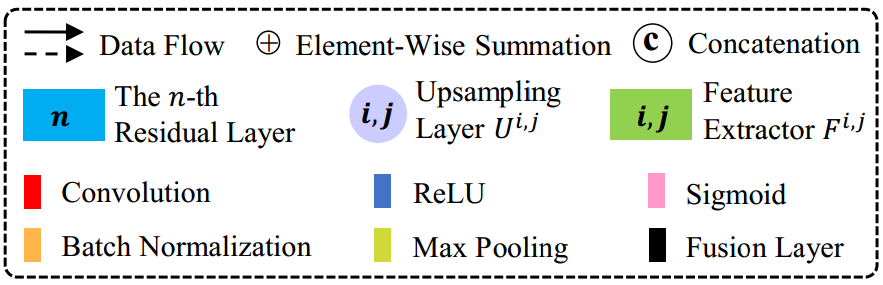 Data Flow ⊕ Element-Wise Summation c Concatenation
n The n-th Residual Layer
i,j Upsampling Layer U^{i,j}
i,j Feature Extractor F^{i,j}
Convolution ReLU Sigmoid
Batch Normalization Max Pooling Fusion Layer